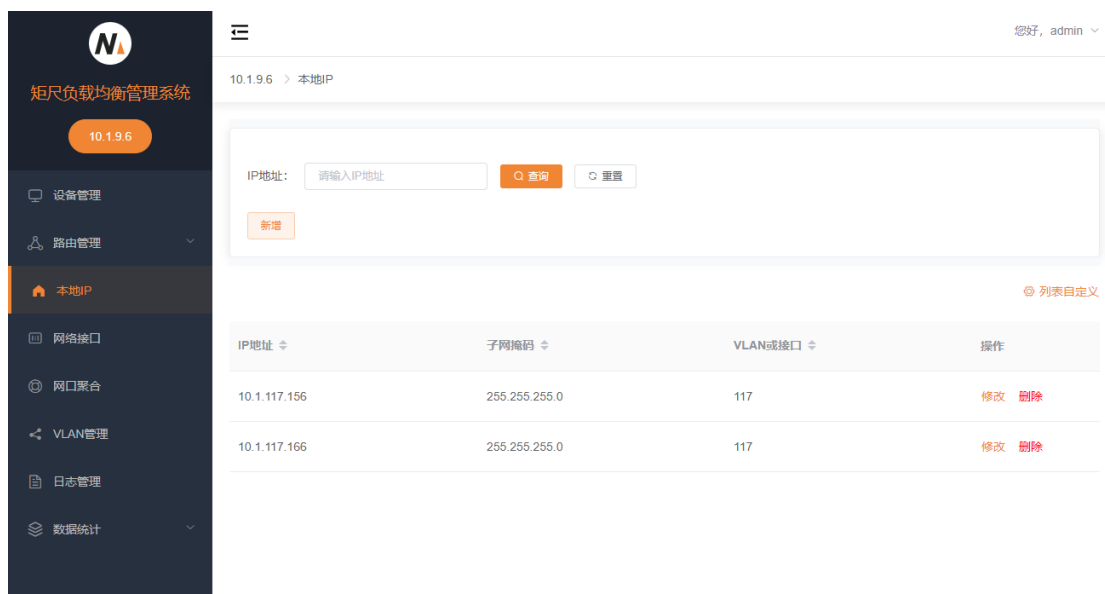 您好，admin
矩尺负载均衡管理系统
10.1.9.6
设备管理
路由管理
本地IP
网络接口
网口聚合
VLAN管理
日志管理
数据统计
10.1.9.6 > 本地IP
IP地址： 请输入IP地址 查询 重置
新增
列表自定义
IP地址 子网掩码 VLAN或接口 操作
10.1.117.156 255.255.255.0 117 修改 删除
10.1.117.166 255.255.255.0 117 修改 删除